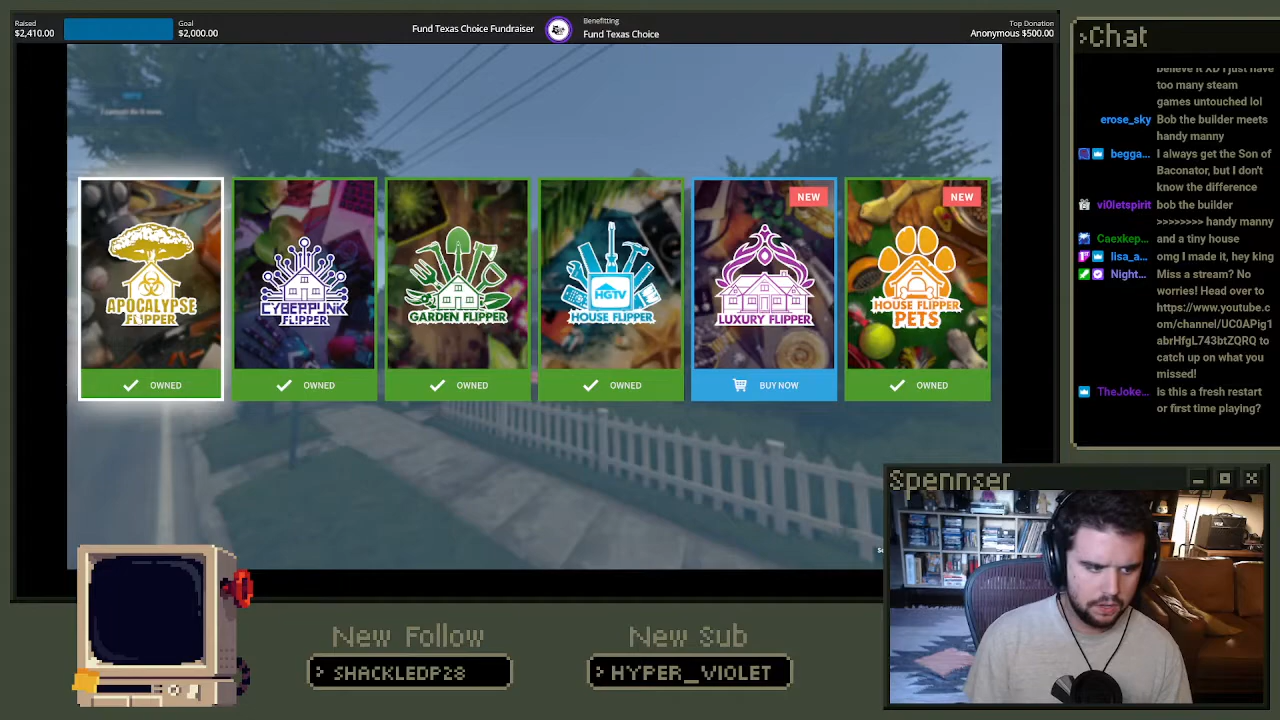 Raised
$2,410.00
Goal
$2,000.00
Fund Texas Choice Fundraiser
Benefitting
Fund Texas Choice
Top Donation
Anonymous $500.00
APOCALYPSE
FLIPPER
OWNED
CYBERPUNK
FLIPPER
OWNED
GARDEN FLIPPER
OWNED
HGTV
HOUSE FLIPPER
OWNED
NEW
LUXURY FLIPPER
BUY NOW
NEW
HOUSE FLIPPER
PETS
OWNED
>Chat
believe it XD I just have
too many steam
games untouched lol
erose_sky Bob the builder meets
handy manny
begga... I always get the Son of
Baconator, but I don't
know the difference
vi0letspirit bob the builder
>>>>>>>> handy manny
Caexkep... and a tiny house
lisa_a... omg I made it, hey king
Night... Miss a stream? No
worries! Head over to
https://www.youtube.c
om/channel/UC0APig1
abrHfgL743btZQRQ to
catch up on what you
missed!
TheJoke... is this a fresh restart
or first time playing?
Spennser
New Follow
> SHACKLEDP28
New Sub
> HYPER_VIOLET